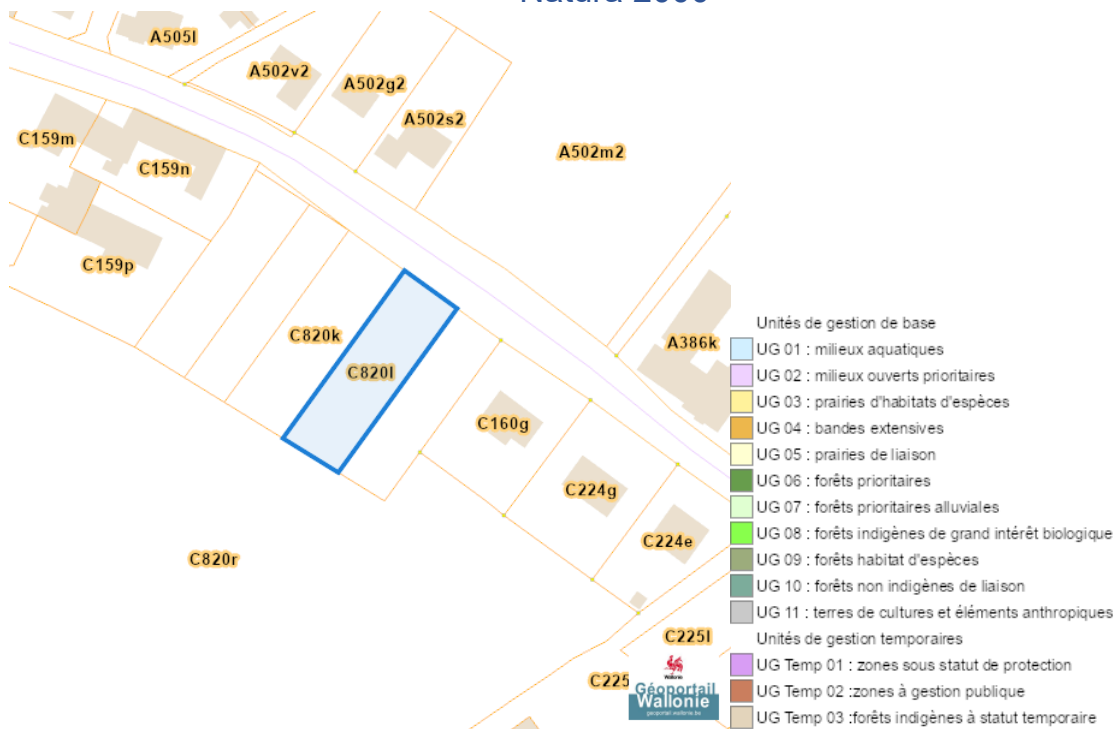 Natura 2000
A505l
A502v2
A502g2
A502s2
C159m
C159n
A502m2
C159p
C820k
C820l
A386k
C160g
C224g
C224e
C820r
C225l
C225
Wallonie
Géoportail
Wallonie
geoportail.wallonie.be
Unités de gestion de base
UG 01 : milieux aquatiques
UG 02 : milieux ouverts prioritaires
UG 03 : prairies d'habitats d'espèces
UG 04 : bandes extensives
UG 05 : prairies de liaison
UG 06 : forêts prioritaires
UG 07 : forêts prioritaires alluviales
UG 08 : forêts indigènes de grand intérêt biologique
UG 09 : forêts habitat d'espèces
UG 10 : forêts non indigènes de liaison
UG 11 : terres de cultures et éléments anthropiques
Unités de gestion temporaires
UG Temp 01 : zones sous statut de protection
UG Temp 02 :zones à gestion publique
UG Temp 03 :forêts indigènes à statut temporaire